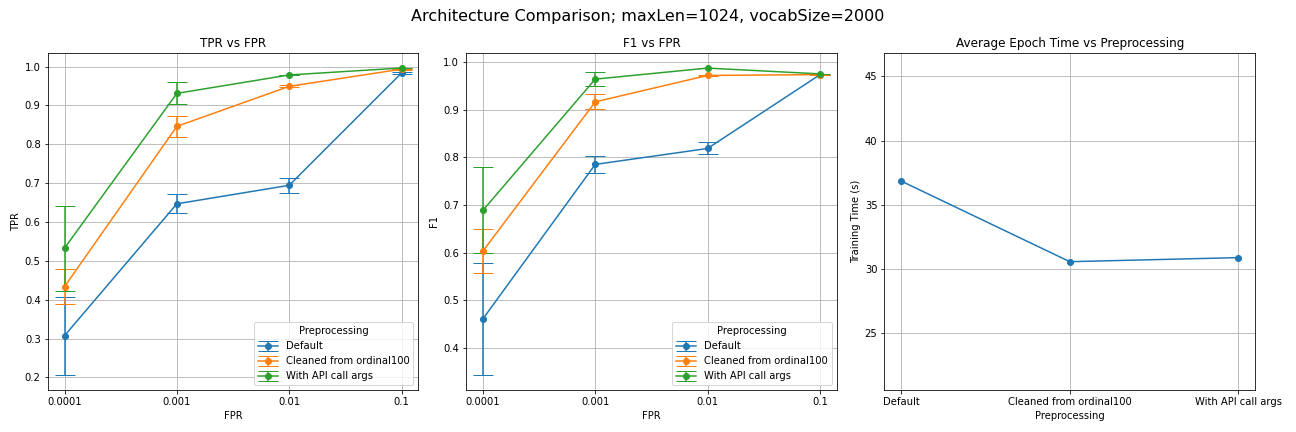 Architecture Comparison; maxLen=1024, vocabSize=2000
TPR vs FPR
TPR
1.0
0.9
0.8
0.7
0.6
0.5
0.4
0.3
0.2
0.0001
0.001
0.01
0.1
FPR
Preprocessing
Default
Cleaned from ordinal100
With API call args
F1 vs FPR
F1
1.0
0.9
0.8
0.7
0.6
0.5
0.4
0.0001
0.001
0.01
0.1
FPR
Preprocessing
Default
Cleaned from ordinal100
With API call args
Average Epoch Time vs Preprocessing
Training Time (s)
45
40
35
30
25
Default
Cleaned from ordinal100
With API call args
Preprocessing